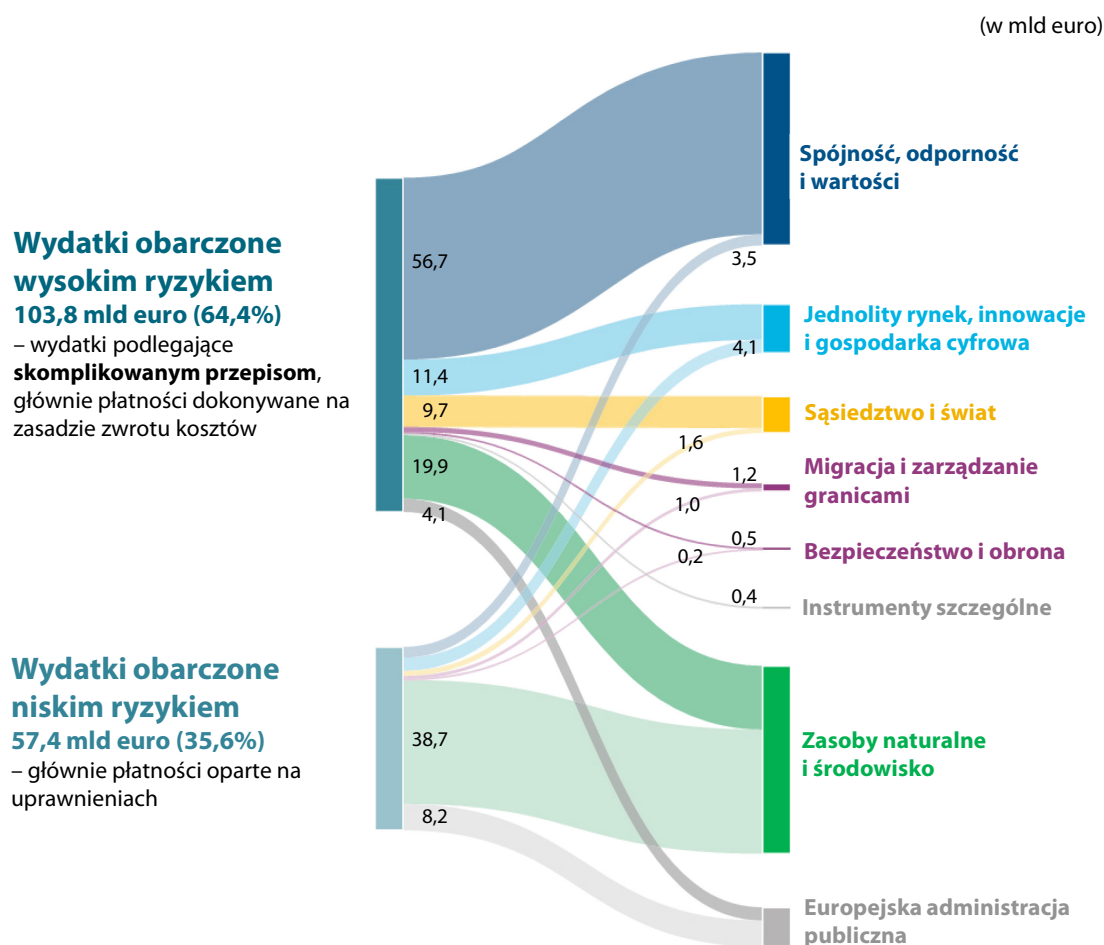 (w mld euro)
Wydatki obarczone
wysokim ryzykiem
103,8 mld euro (64,4%)
– wydatki podlegające
skomplikowanym przepisom,
głównie płatności dokonywane na
zasadzie zwrotu kosztów
56,7
11,4
9,7
19,9
4,1
Wydatki obarczone
niskim ryzykiem
57,4 mld euro (35,6%)
– głównie płatności oparte na
uprawnieniach
38,7
8,2
Spójność, odporność
i wartości
3,5
Jednolity rynek, innowacje
i gospodarka cyfrowa
4,1
Sąsiedztwo i świat
1,6
Migracja i zarządzanie
granicami
1,2
1,0
Bezpieczeństwo i obrona
0,5
0,2
Instrumenty szczególne
0,4
Zasoby naturalne
i środowisko
Europejska administracja
publiczna